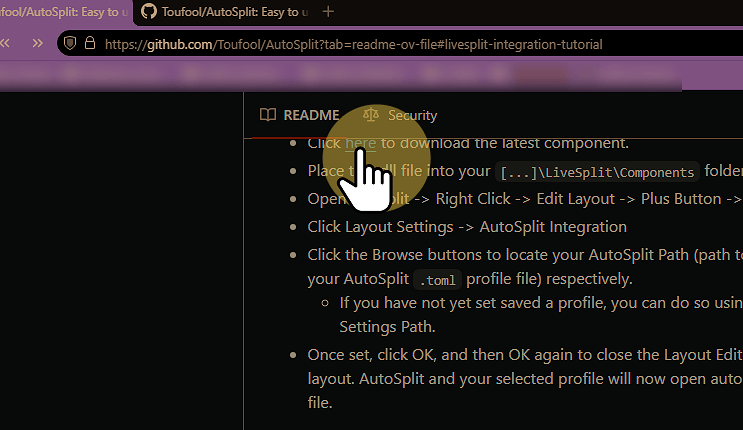 fool/AutoSplit: Easy to u
Toufool/AutoSplit: Easy to u
https://github.com/Toufool/AutoSplit?tab=readme-ov-file#livesplit-integration-tutorial
README
Security
Click here to download the latest component.
Place t ll file into your [...]\LiveSplit\Components folder
Open plit -> Right Click -> Edit Layout -> Plus Button ->
Click Layout Settings -> AutoSplit Integration
Click the Browse buttons to locate your AutoSplit Path (path to
your AutoSplit .toml profile file) respectively.
If you have not yet set saved a profile, you can do so usin
Settings Path.
Once set, click OK, and then OK again to close the Layout Edit
layout. AutoSplit and your selected profile will now open auto
file.